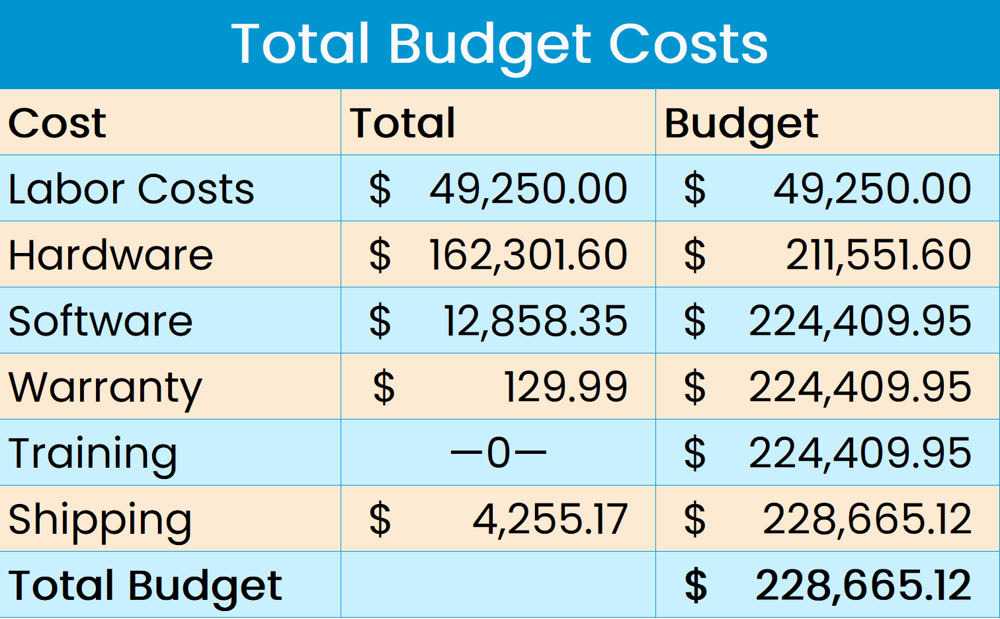 Total Budget Costs
Cost Total Budget
Labor Costs $ 49,250.00 $ 49,250.00
Hardware $ 162,301.60 $ 211,551.60
Software $ 12,858.35 $ 224,409.95
Warranty $ 129.99 $ 224,409.95
Training —0— $ 224,409.95
Shipping $ 4,255.17 $ 228,665.12
Total Budget $ 228,665.12